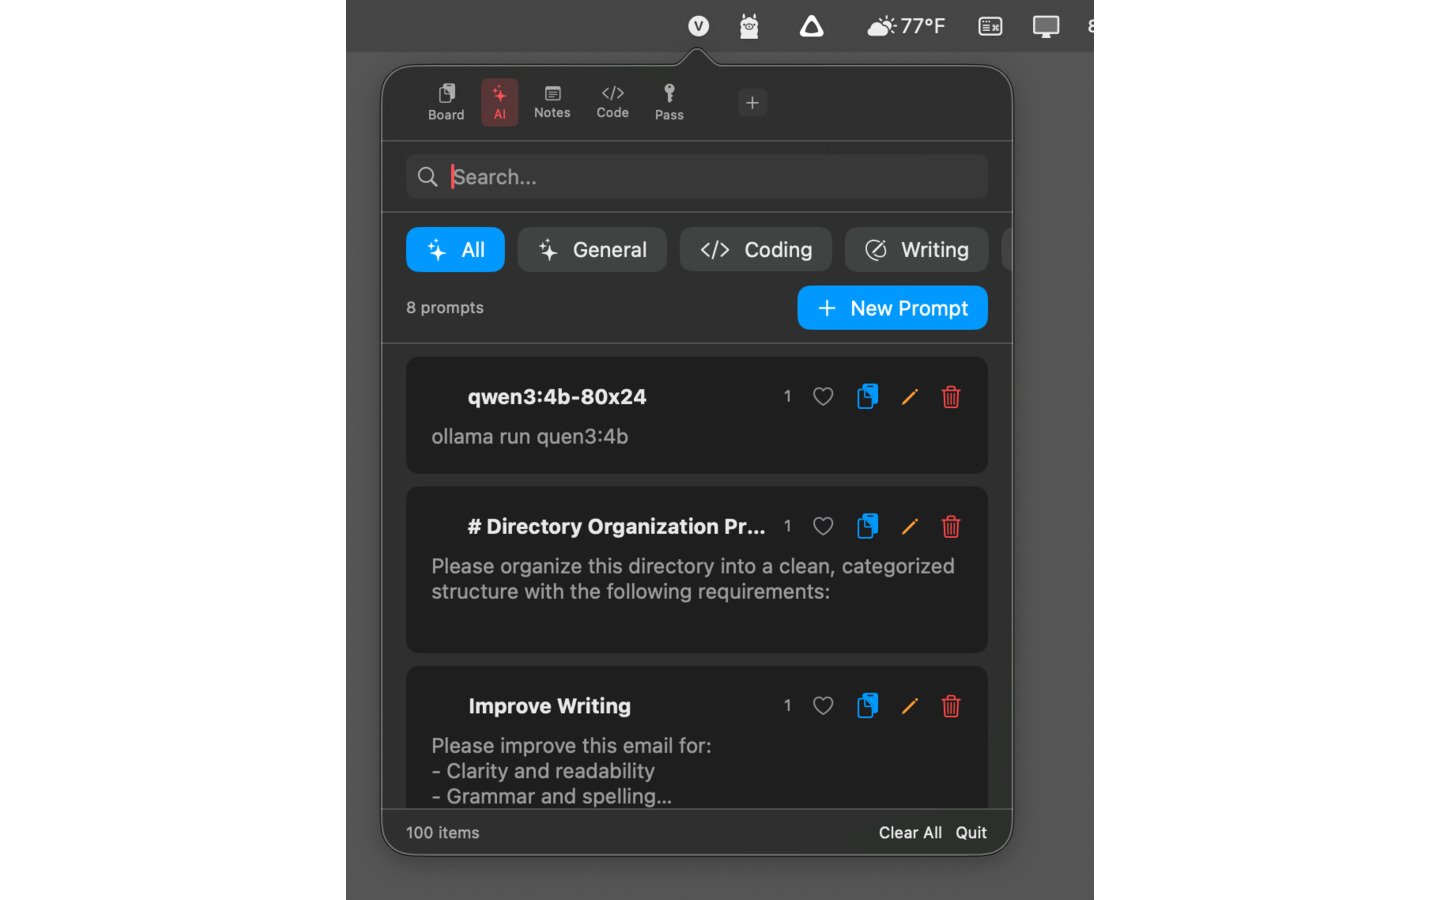 V
77°F
8
Board
AI
Notes
Code
Pass
Search...
All
General
</> Coding
Writing
8 prompts
+ New Prompt
qwen3:4b-80x24
1
ollama run quen3:4b
# Directory Organization Pr...
1
Please organize this directory into a clean, categorized
structure with the following requirements:
Improve Writing
1
Please improve this email for:
- Clarity and readability
- Grammar and spelling...
100 items
Clear All
Quit